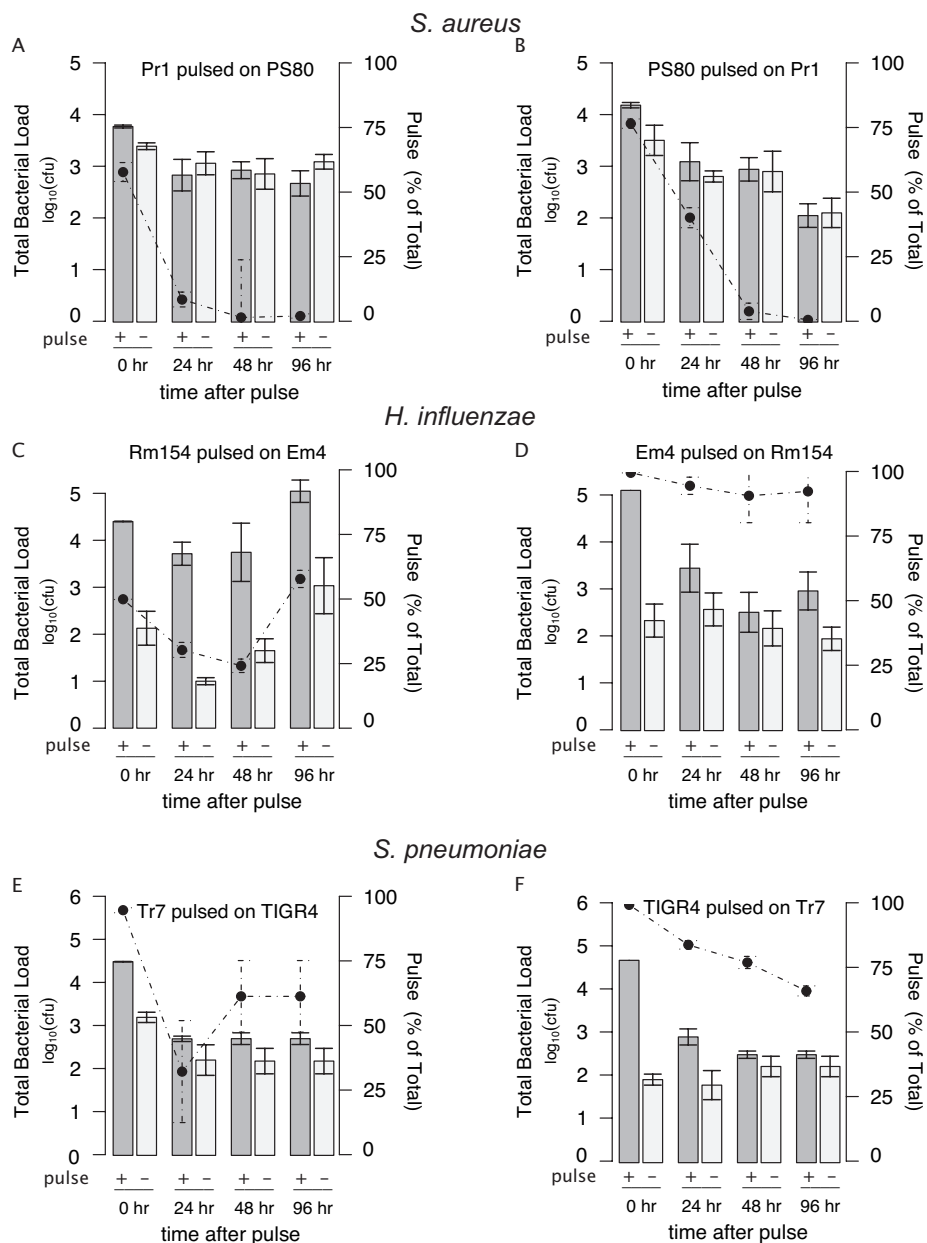 S. aureus
A
Pr1 pulsed on PS80
Total Bacterial Load
log10(cfu)
5
4
3
2
1
0
100
75
50
25
0
Pulse (% of Total)
pulse + − + − + − + −
0 hr 24 hr 48 hr 96 hr
time after pulse
B
PS80 pulsed on Pr1
Total Bacterial Load
log10(cfu)
5
4
3
2
1
0
100
75
50
25
0
Pulse (% of Total)
+ − + − + − + −
0 hr 24 hr 48 hr 96 hr
time after pulse
H. influenzae
C
Rm154 pulsed on Em4
Total Bacterial Load
log10(cfu)
5
4
3
2
1
0
100
75
50
25
0
Pulse (% of Total)
pulse + − + − + − + −
0 hr 24 hr 48 hr 96 hr
time after pulse
D
Em4 pulsed on Rm154
Total Bacterial Load
log10(cfu)
5
4
3
2
1
0
100
75
50
25
0
Pulse (% of Total)
+ − + − + − + −
0 hr 24 hr 48 hr 96 hr
time after pulse
S. pneumoniae
E
Tr7 pulsed on TIGR4
Total Bacterial Load
log10(cfu)
6
5
4
3
2
1
0
100
75
50
25
0
Pulse (% of Total)
pulse + − + − + − + −
0 hr 24 hr 48 hr 96 hr
time after pulse
F
TIGR4 pulsed on Tr7
Total Bacterial Load
log10(cfu)
6
5
4
3
2
1
0
100
75
50
25
0
Pulse (% of Total)
+ − + − + − + −
0 hr 24 hr 48 hr 96 hr
time after pulse